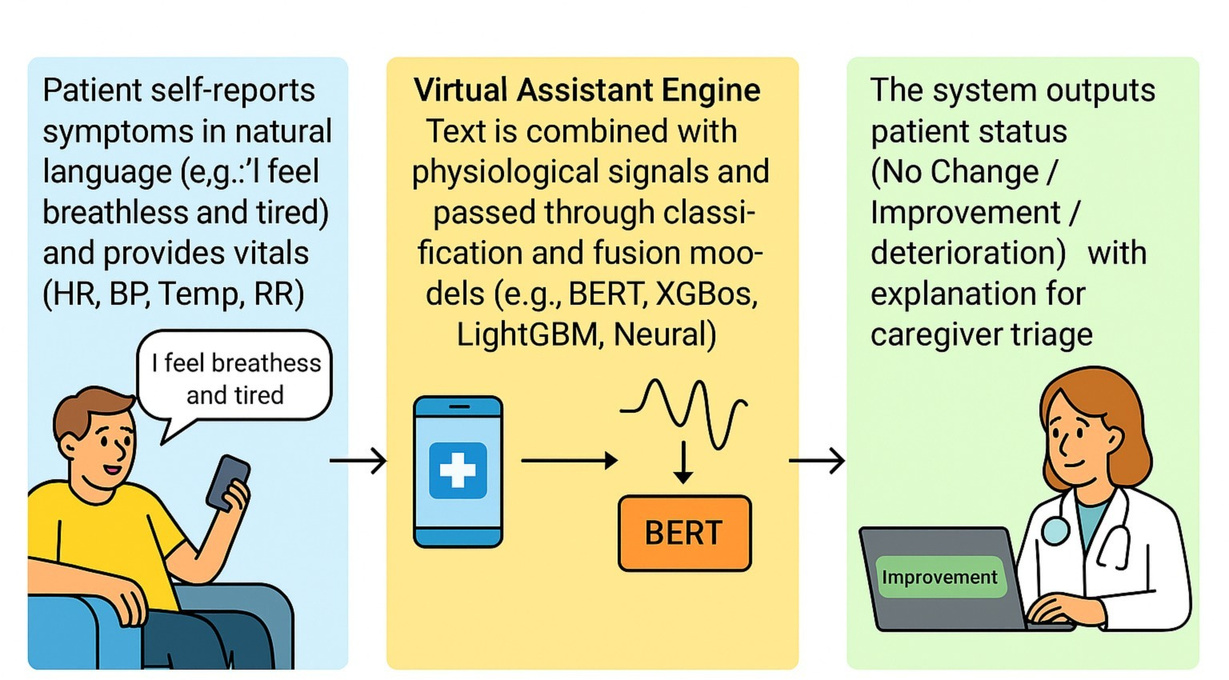 Patient self-reports
symptoms in natural
language (e,g.:'I feel
breathless and tired)
and provides vitals
(HR, BP, Temp, RR)
I feel breathess
and tired
Virtual Assistant Engine
Text is combined with
physiological signals and
passed through classi-
fication and fusion moo-
dels (e.g., BERT, XGBos,
LightGBM, Neural)
BERT
The system outputs
patient status
(No Change /
Improvement /
deterioration) with
explanation for
caregiver triage
Improvement